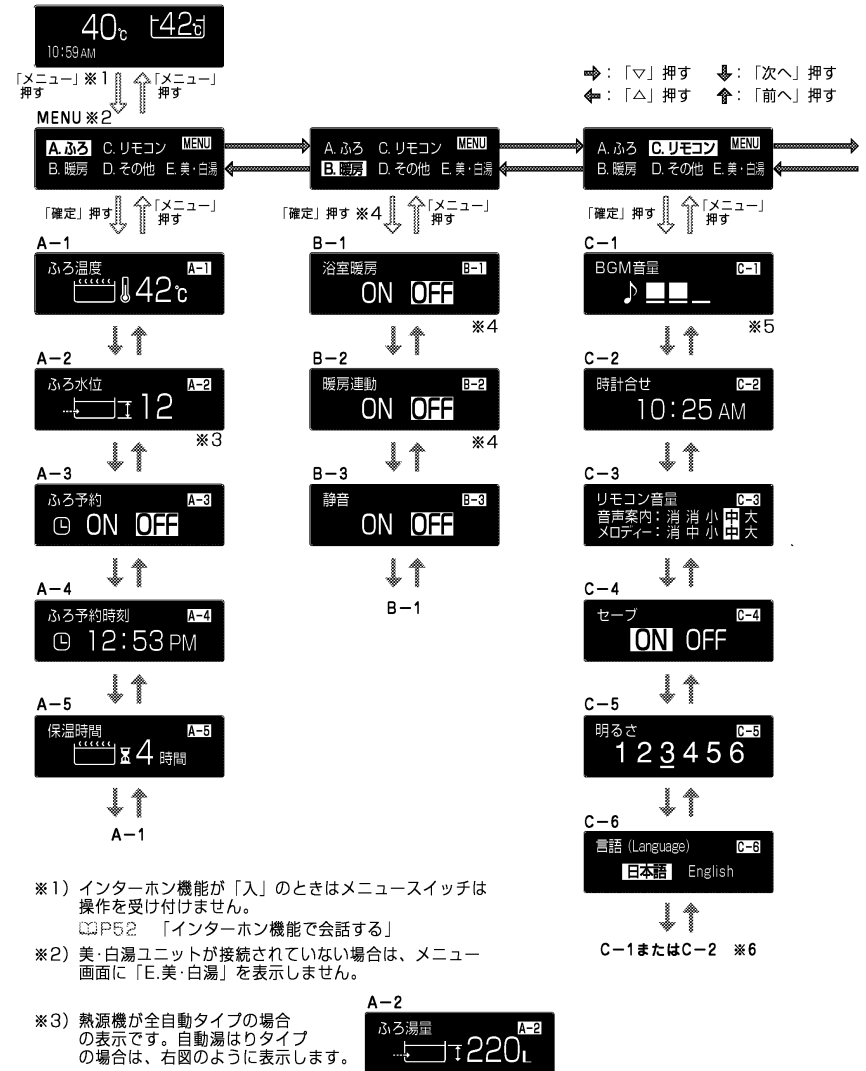 40℃ 42℃
10:59AM
「メニュー」※1
押す
「メニュー」
押す
⇨:「▽」押す ⇩:「次へ」押す
⇦:「△」押す ⇧:「前へ」押す
MENU※2
A.ふろ C.リモコン MENU
B.暖房 D.その他 E.美・白湯
A.ふろ C.リモコン MENU
B.暖房 D.その他 E.美・白湯
A.ふろ C.リモコン MENU
B.暖房 D.その他 E.美・白湯
「確定」押す
「メニュー」
押す
「確定」押す ※4
「メニュー」
押す
「確定」押す
「メニュー」
押す
A-1
ふろ温度 A-1
42℃
A-2
ふろ水位 A-2
12
※3
A-3
ふろ予約 A-3
ON OFF
A-4
ふろ予約時刻 A-4
12:53 PM
A-5
保温時間 A-5
4 時間
A-1
B-1
浴室暖房 B-1
ON OFF
※4
B-2
暖房連動 B-2
ON OFF
※4
B-3
静音 B-3
ON OFF
B-1
C-1
BGM音量 C-1
♪
※5
C-2
時計合せ C-2
10:25 AM
C-3
リモコン音量 C-3
音声案内:消 消 小 中 大
メロディー:消 中 小 中 大
C-4
セーブ C-4
ON OFF
C-5
明るさ C-5
1 2 3 4 5 6
C-6
言語 (Language) C-6
日本語 English
C-1またはC-2 ※6
※1)インターホン機能が「入」のときはメニュースイッチは
操作を受け付けません。
P52 「インターホン機能で会話する」
※2)美・白湯ユニットが接続されていない場合は、メニュー
画面に「E.美・白湯」を表示しません。
※3)熱源機が全自動タイプの場合
の表示です。自動湯はりタイプ
の場合は、右図のように表示します。
A-2
ふろ湯量 A-2
220L